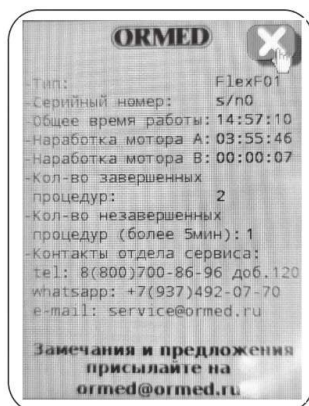 ORMED
-Тип: FlexF01
-Серийный номер: s/n0
-Общее время работы: 14:57:10
-Наработка мотора A: 03:55:46
-Наработка мотора B: 00:00:07
-Кол-во завершенных
процедур: 2
-Кол-во незавершенных
процедур (более 5мин): 1
-Контакты отдела сервиса:
tel: 8(800)700-86-96 доб.120
whatsapp: +7(937)492-07-70
e-mail: service@ormed.ru
Замечания и предложения
присылайте на
ormed@ormed.ru